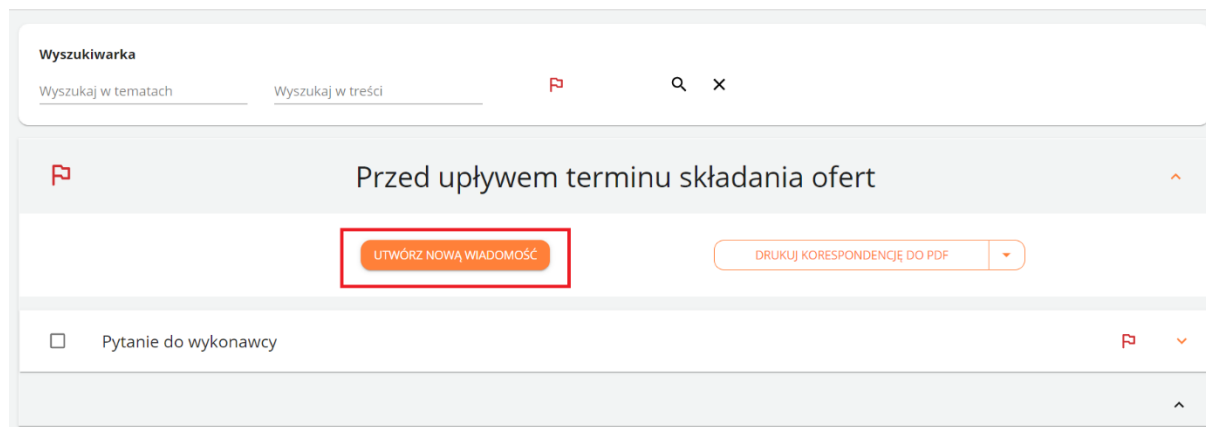 Wyszukiwarka
Wyszukaj w tematach Wyszukaj w treści
Przed upływem terminu składania ofert
UTWÓRZ NOWĄ WIADOMOŚĆ DRUKUJ KORESPONDENCJĘ DO PDF
Pytanie do wykonawcy